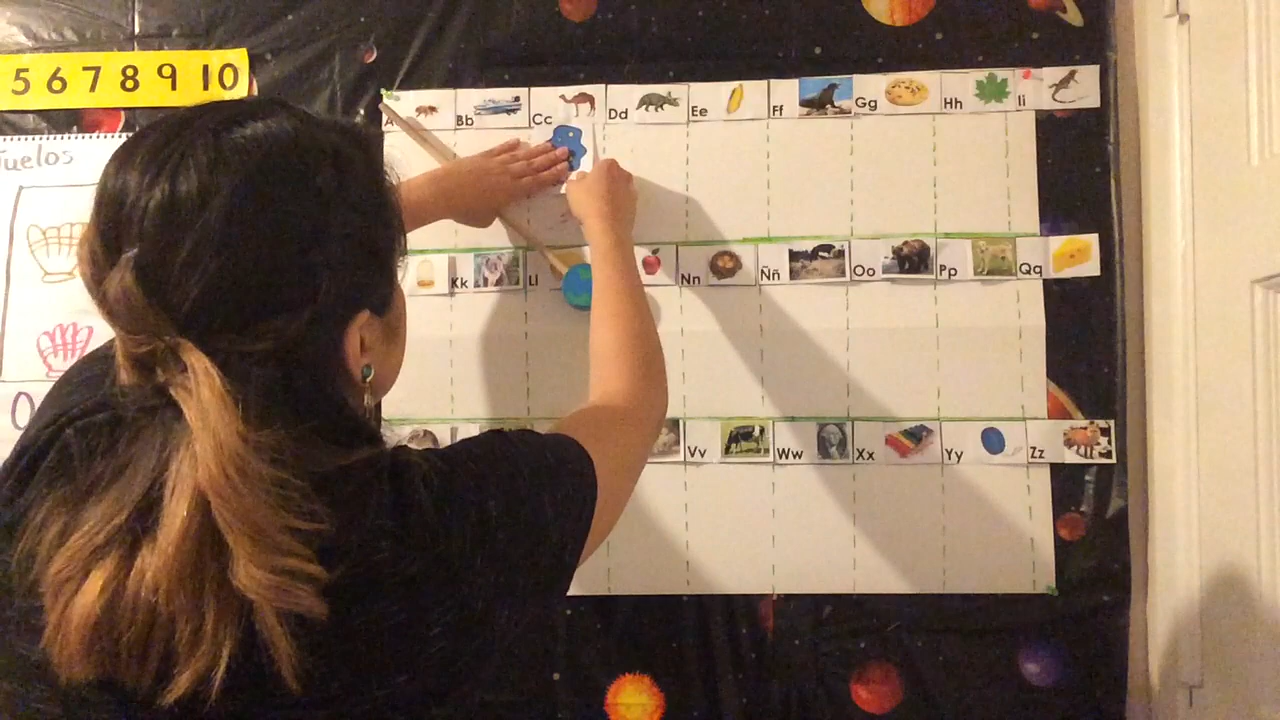 5 6 7 8 9 10
uelos
A Bb Cc Dd Ee Ff Gg Hh Ii
Kk Ll Nn Ññ Oo Pp Qq
Vv Ww Xx Yy Zz